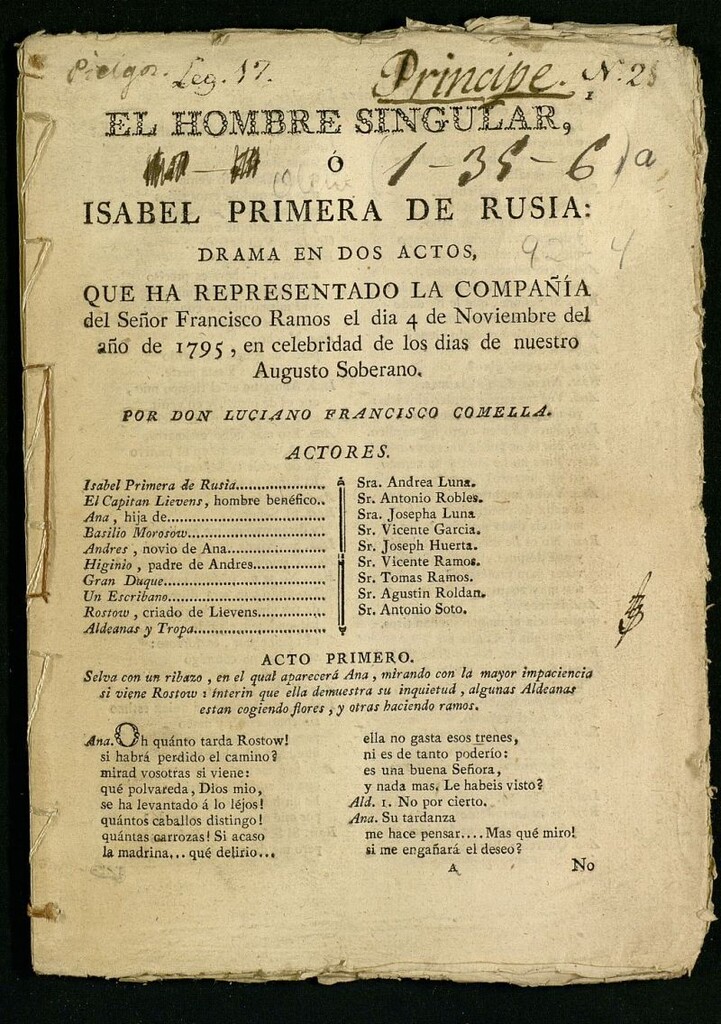 Leg. 17.
Principe. N. 2
EL HOMBRE SINGULAR,
Ó
1-35-6 a
ISABEL PRIMERA DE RUSIA:
DRAMA EN DOS ACTOS,
92 4
QUE HA REPRESENTADO LA COMPAÑÍA
del Señor Francisco Ramos el dia 4 de Noviembre del
año de 1795, en celebridad de los dias de nuestro
Augusto Soberano.
POR DON LUCIANO FRANCISCO COMELLA.
ACTORES.
Isabel Primera de Rusia........................ Sra. Andrea Luna.
El Capitan Lievens, hombre benéfico.. Sr. Antonio Robles.
Ana, hija de........................ Sra. Josepha Luna
Basilio Morosow........................ Sr. Vicente Garcia.
Andres, novio de Ana........................ Sr. Joseph Huerta.
Higinio, padre de Andres.................. Sr. Vicente Ramos.
Gran Duque........................ Sr. Tomas Ramos.
Un Escribano........................ Sr. Agustin Roldan.
Rostow, criado de Lievens.............. Sr. Antonio Soto.
Aldeanas y Tropa........................
ACTO PRIMERO.
Selva con un ribazo, en el qual aparecerá Ana, mirando con la mayor impaciencia
si viene Rostow: ínterin que ella demuestra su inquietud, algunas Aldeanas
estan cogiendo flores, y otras haciendo ramos.
Ana. Oh quánto tarda Rostow!
si habrá perdido el camino?
mirad vosotras si viene:
qué polvareda, Dios mio,
se ha levantado á lo léjos!
quántos caballos distingo!
quántas carrozas! Si acaso
la madrina... qué delirio...
ella no gasta esos trenes,
ni es de tanto poderío:
es una buena Señora,
y nada mas. Le habeis visto?
Ald. 1. No por cierto.
Ana. Su tardanza
me hace pensar.... Mas qué miro!
si me engañará el deseo?
A
No